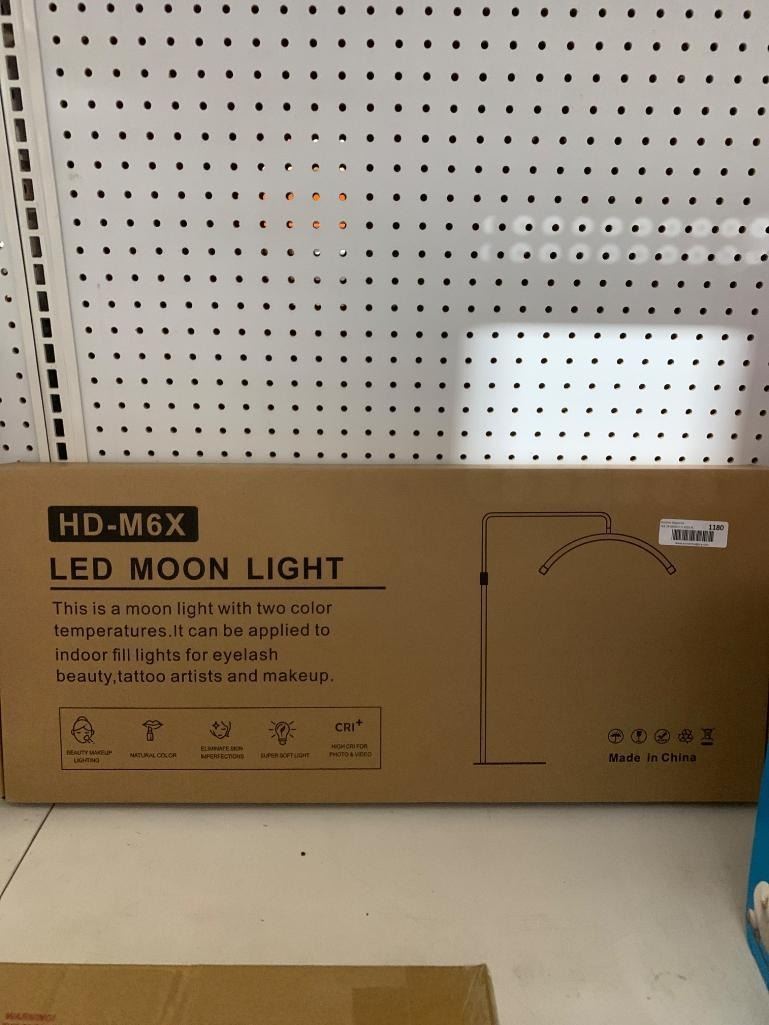 HD-M6X
LED MOON LIGHT
This is a moon light with two color
temperatures.It can be applied to
indoor fill lights for eyelash
beauty,tattoo artists and makeup.
BEAUTY MAKEUP
LIGHTING
NATURAL COLOR
ELIMINATE SKIN
IMPERFECTIONS
SUPER SOFT LIGHT
CRI+
HIGH CRI FOR
PHOTO & VIDEO
1180
Made in China
WARNING